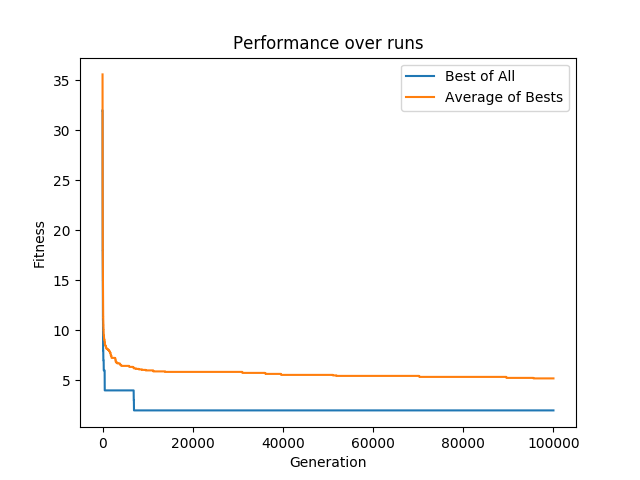 Performance over runs
Best of All
Average of Bests
Fitness
35
30
25
20
15
10
5
0
20000
40000
60000
80000
100000
Generation